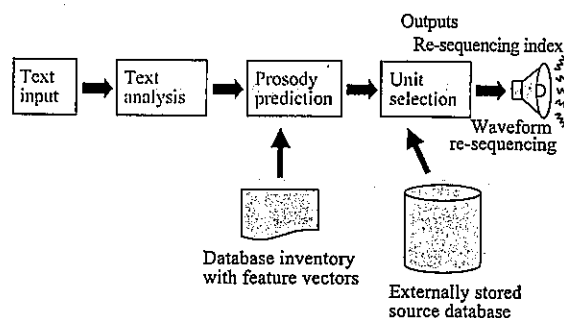 Outputs
Re-sequencing index
Text
input
Text
analysis
Prosody
prediction
Unit
selection
Waveform
re-sequencing
Database inventory
with feature vectors
Externally stored
source database